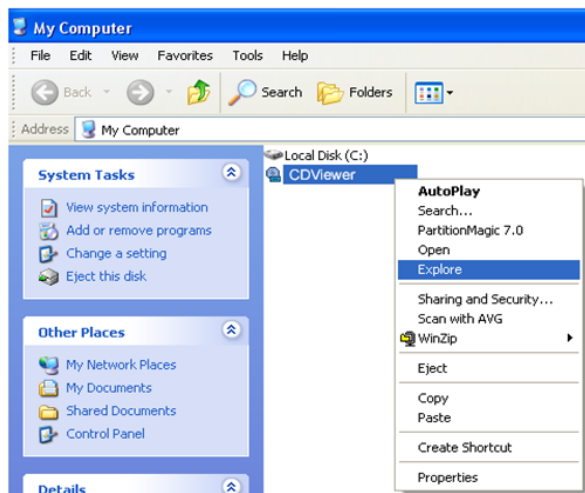 My Computer
File Edit View Favorites Tools Help
Back Search Folders
Address My Computer
System Tasks
View system information
Add or remove programs
Change a setting
Eject this disk
Other Places
My Network Places
My Documents
Shared Documents
Control Panel
Details
Local Disk (C:)
CDViewer
AutoPlay
Search...
PartitionMagic 7.0
Open
Explore
Sharing and Security...
Scan with AVG
WinZip
Eject
Copy
Paste
Create Shortcut
Properties